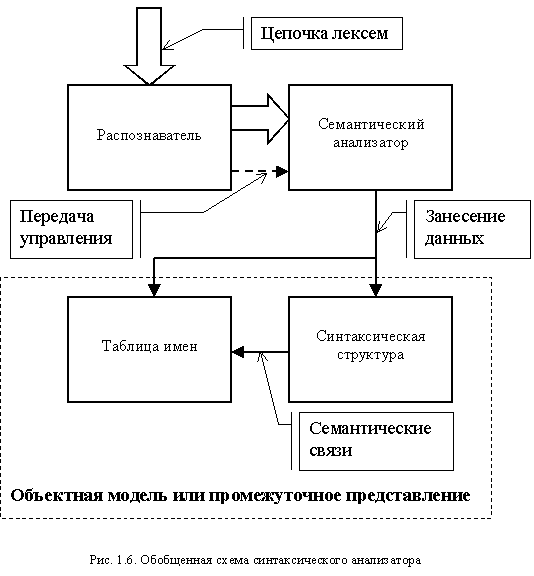 Цепочка лексем
Распознаватель
Семантический
анализатор
Передача
управления
Занесение
данных
Таблица имен
Синтаксическая
структура
Семантические
связи
Объектная модель или промежуточное представление
Рис. 1.6. Обобщенная схема синтаксического анализатора